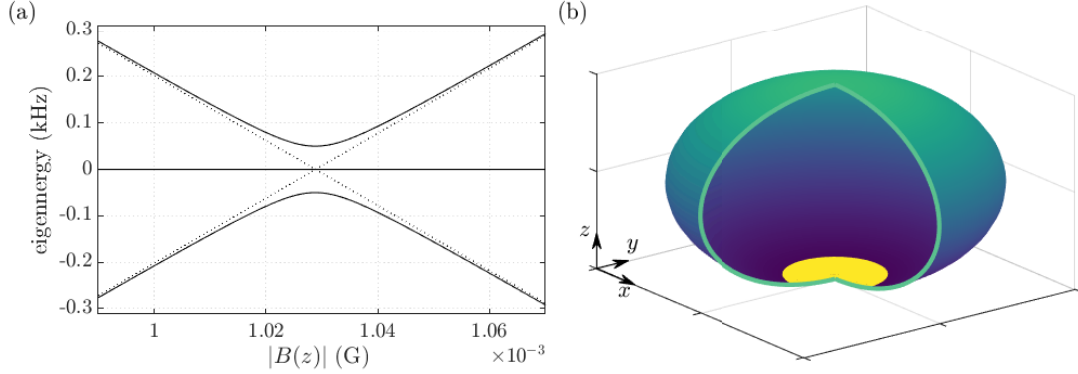 (a)
eigennergy (kHz)
0.3
0.2
0.1
0
-0.1
-0.2
-0.3
1
1.02
1.04
1.06
|B(z)| (G)
×10⁻³
(b)
z
y
x